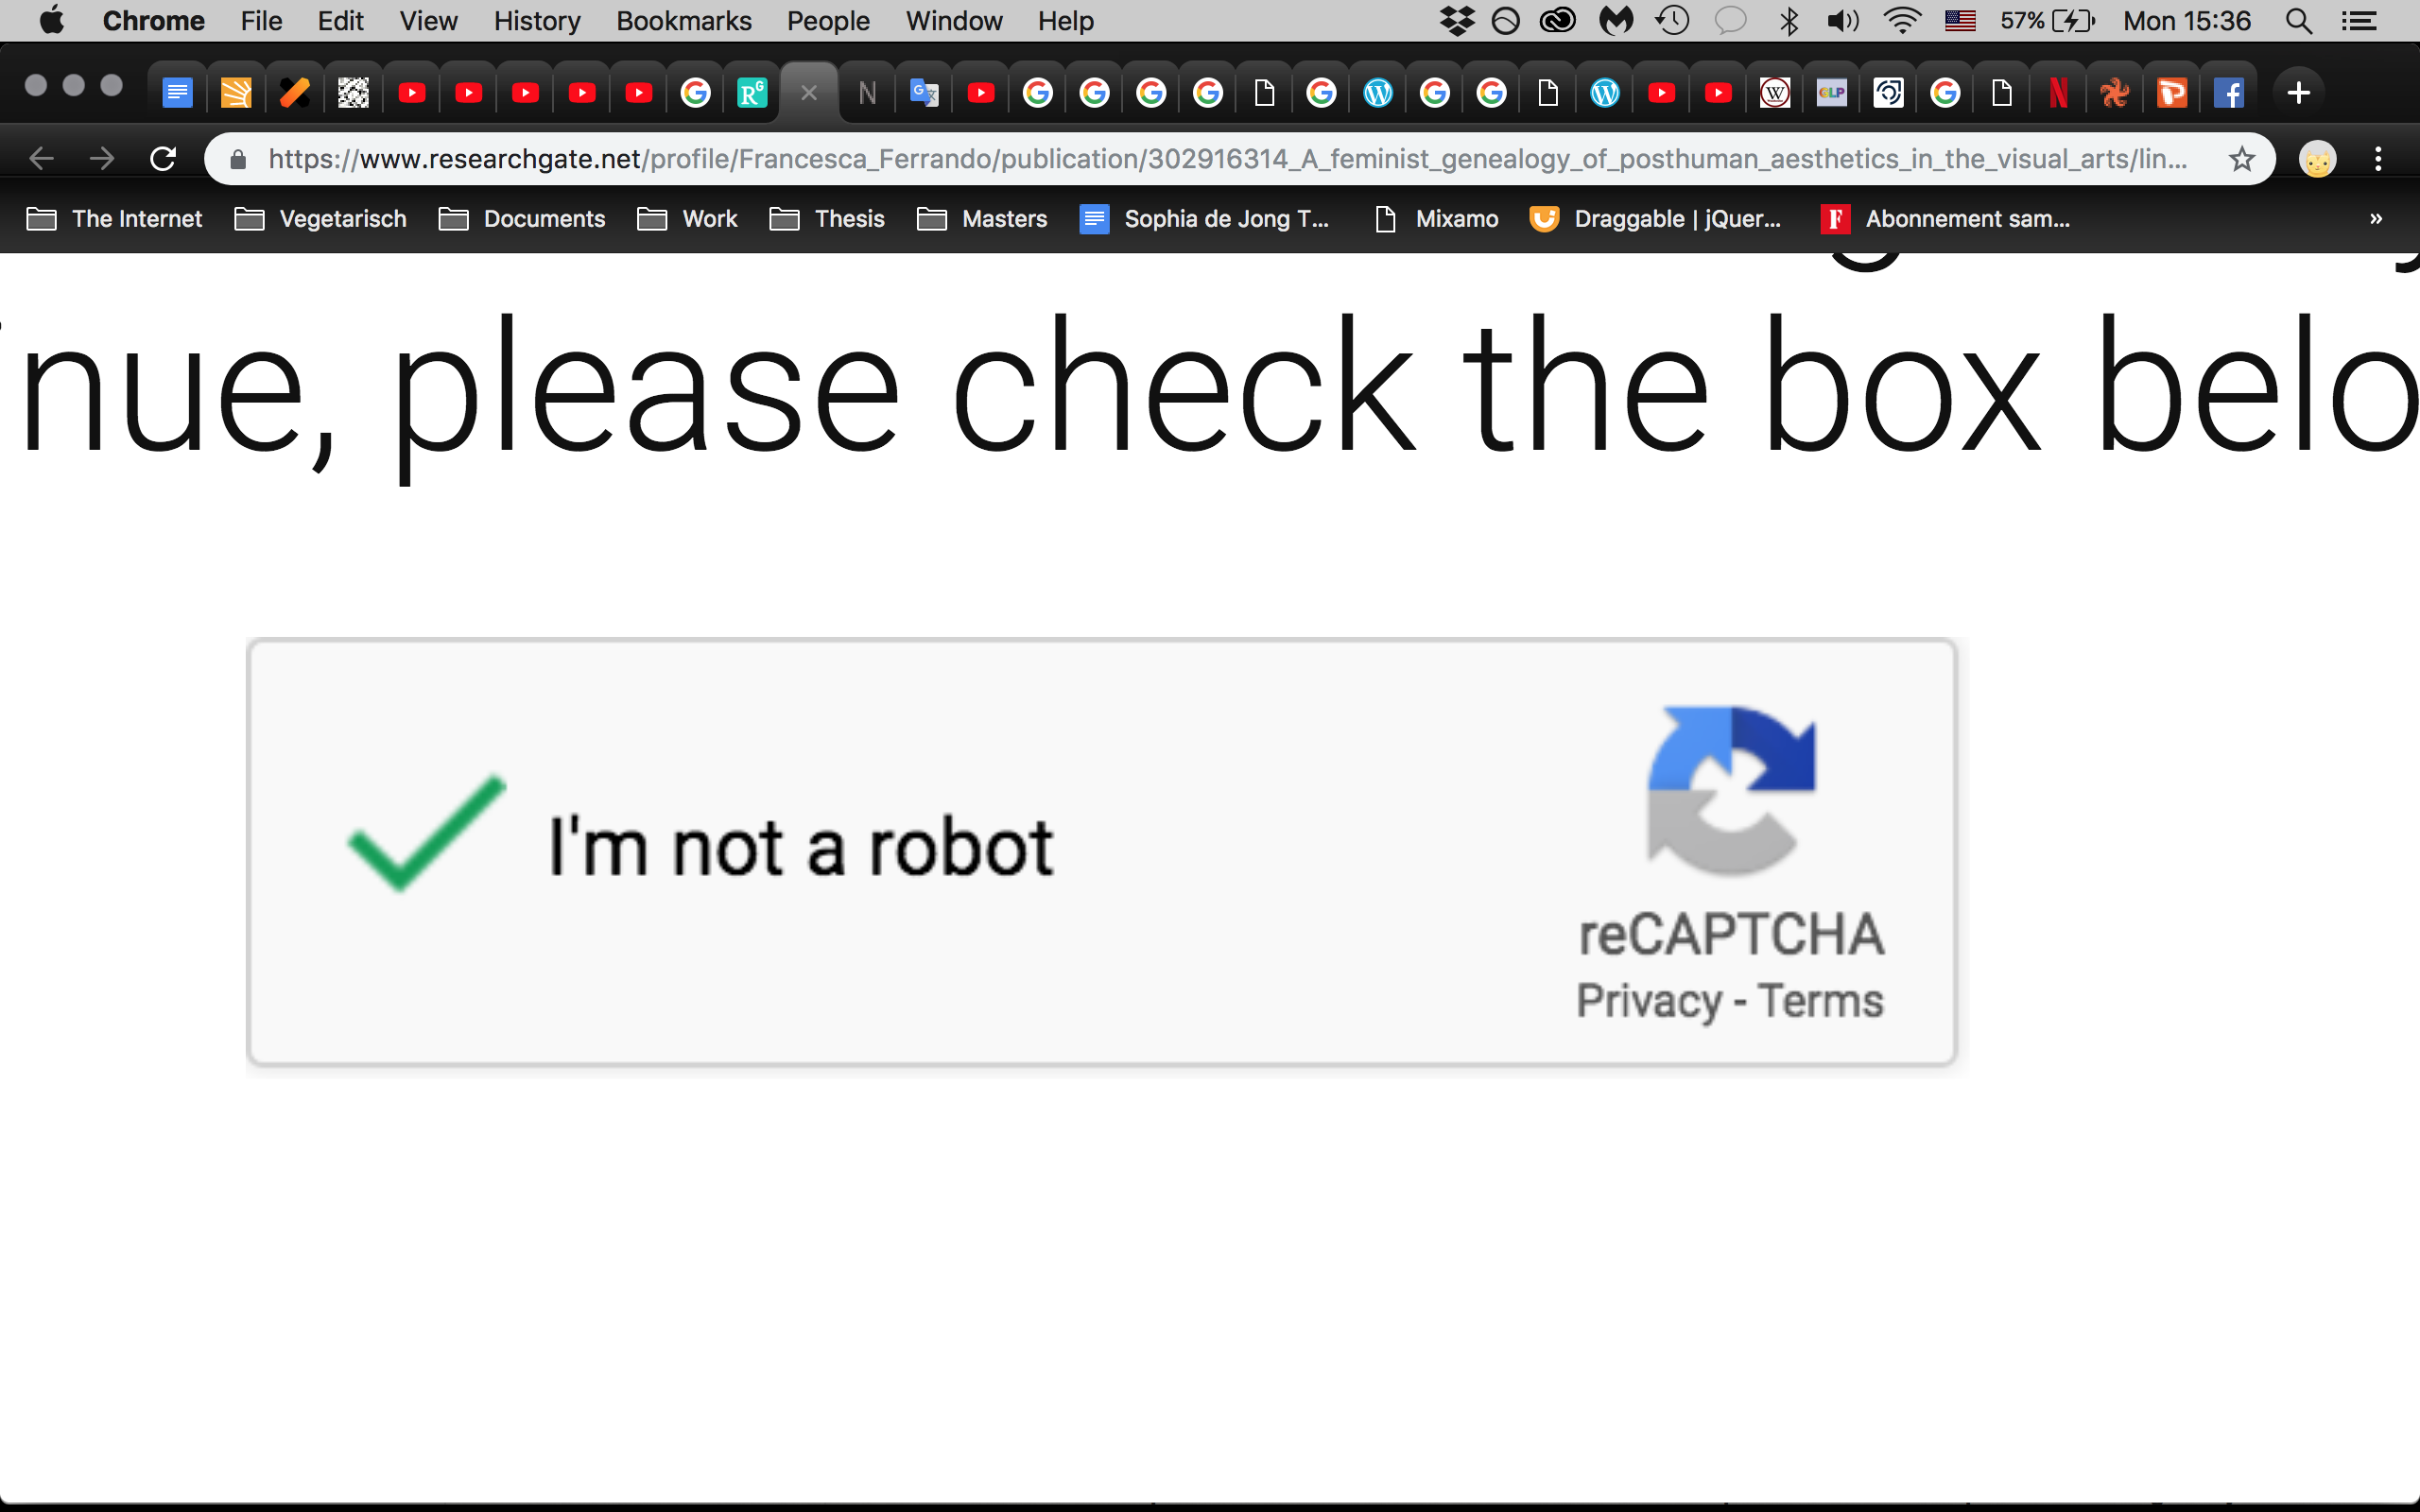 Chrome File Edit View History Bookmarks People Window Help 57% Mon 15:36
https://www.researchgate.net/profile/Francesca_Ferrando/publication/302916314_A_feminist_genealogy_of_posthuman_aesthetics_in_the_visual_arts/lin...
The Internet Vegetarisch Documents Work Thesis Masters Sophia de Jong T... Mixamo Draggable | jQuer... Abonnement sam... »
nue, please check the box belo
I'm not a robot
reCAPTCHA
Privacy - Terms